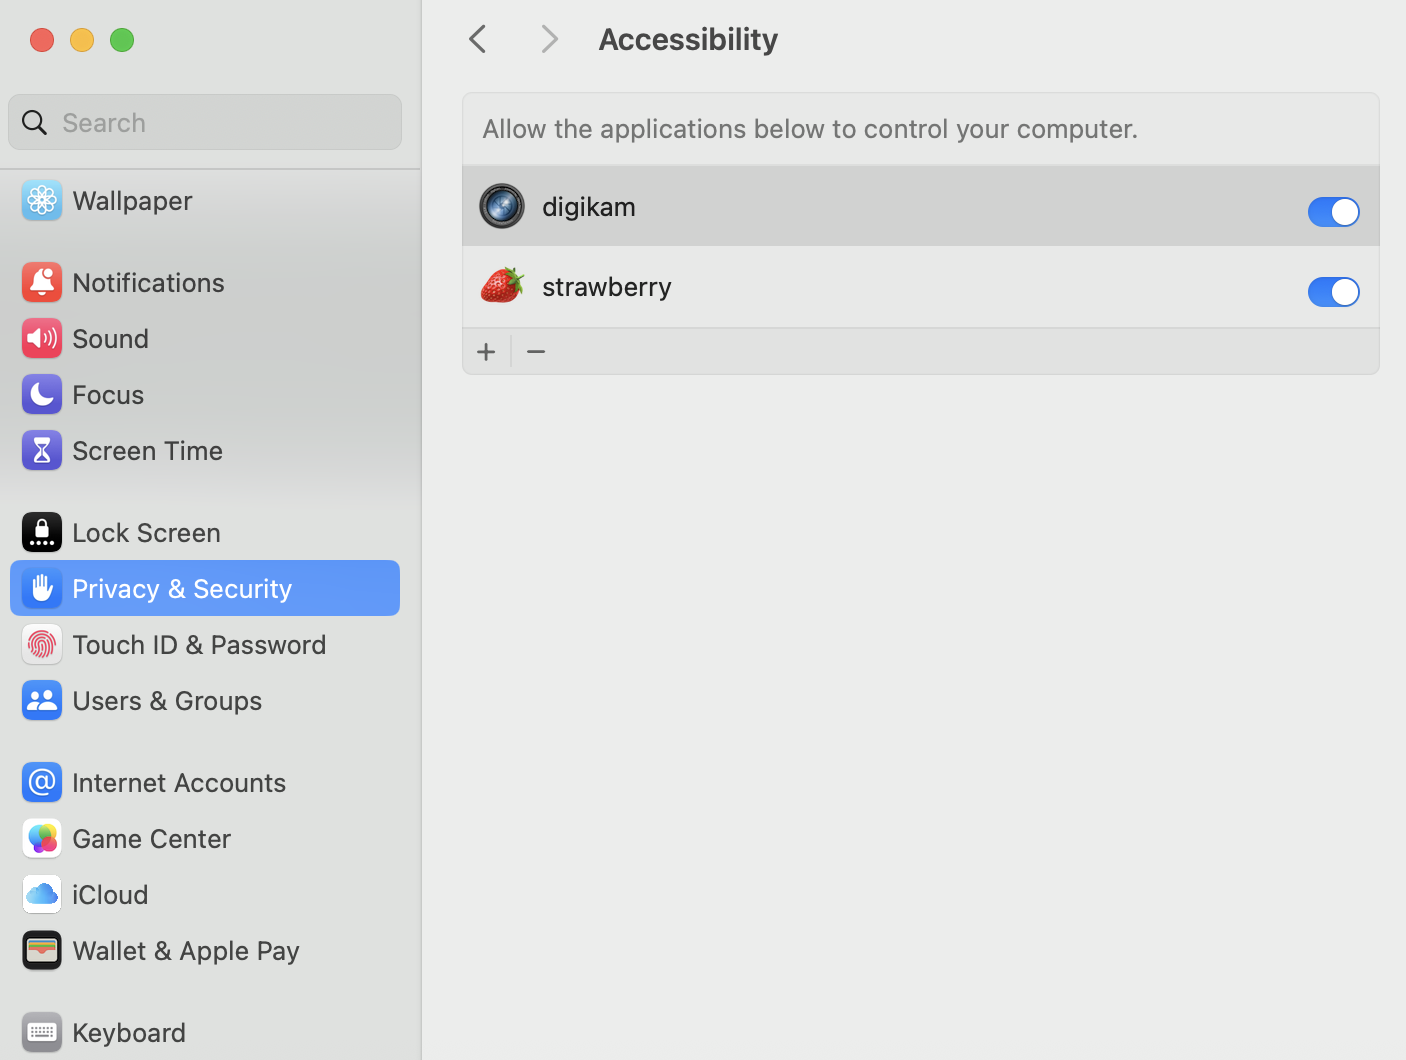 Search
Wallpaper
Notifications
Sound
Focus
Screen Time
Lock Screen
Privacy & Security
Touch ID & Password
Users & Groups
Internet Accounts
Game Center
iCloud
Wallet & Apple Pay
Keyboard
Accessibility
Allow the applications below to control your computer.
digikam
strawberry